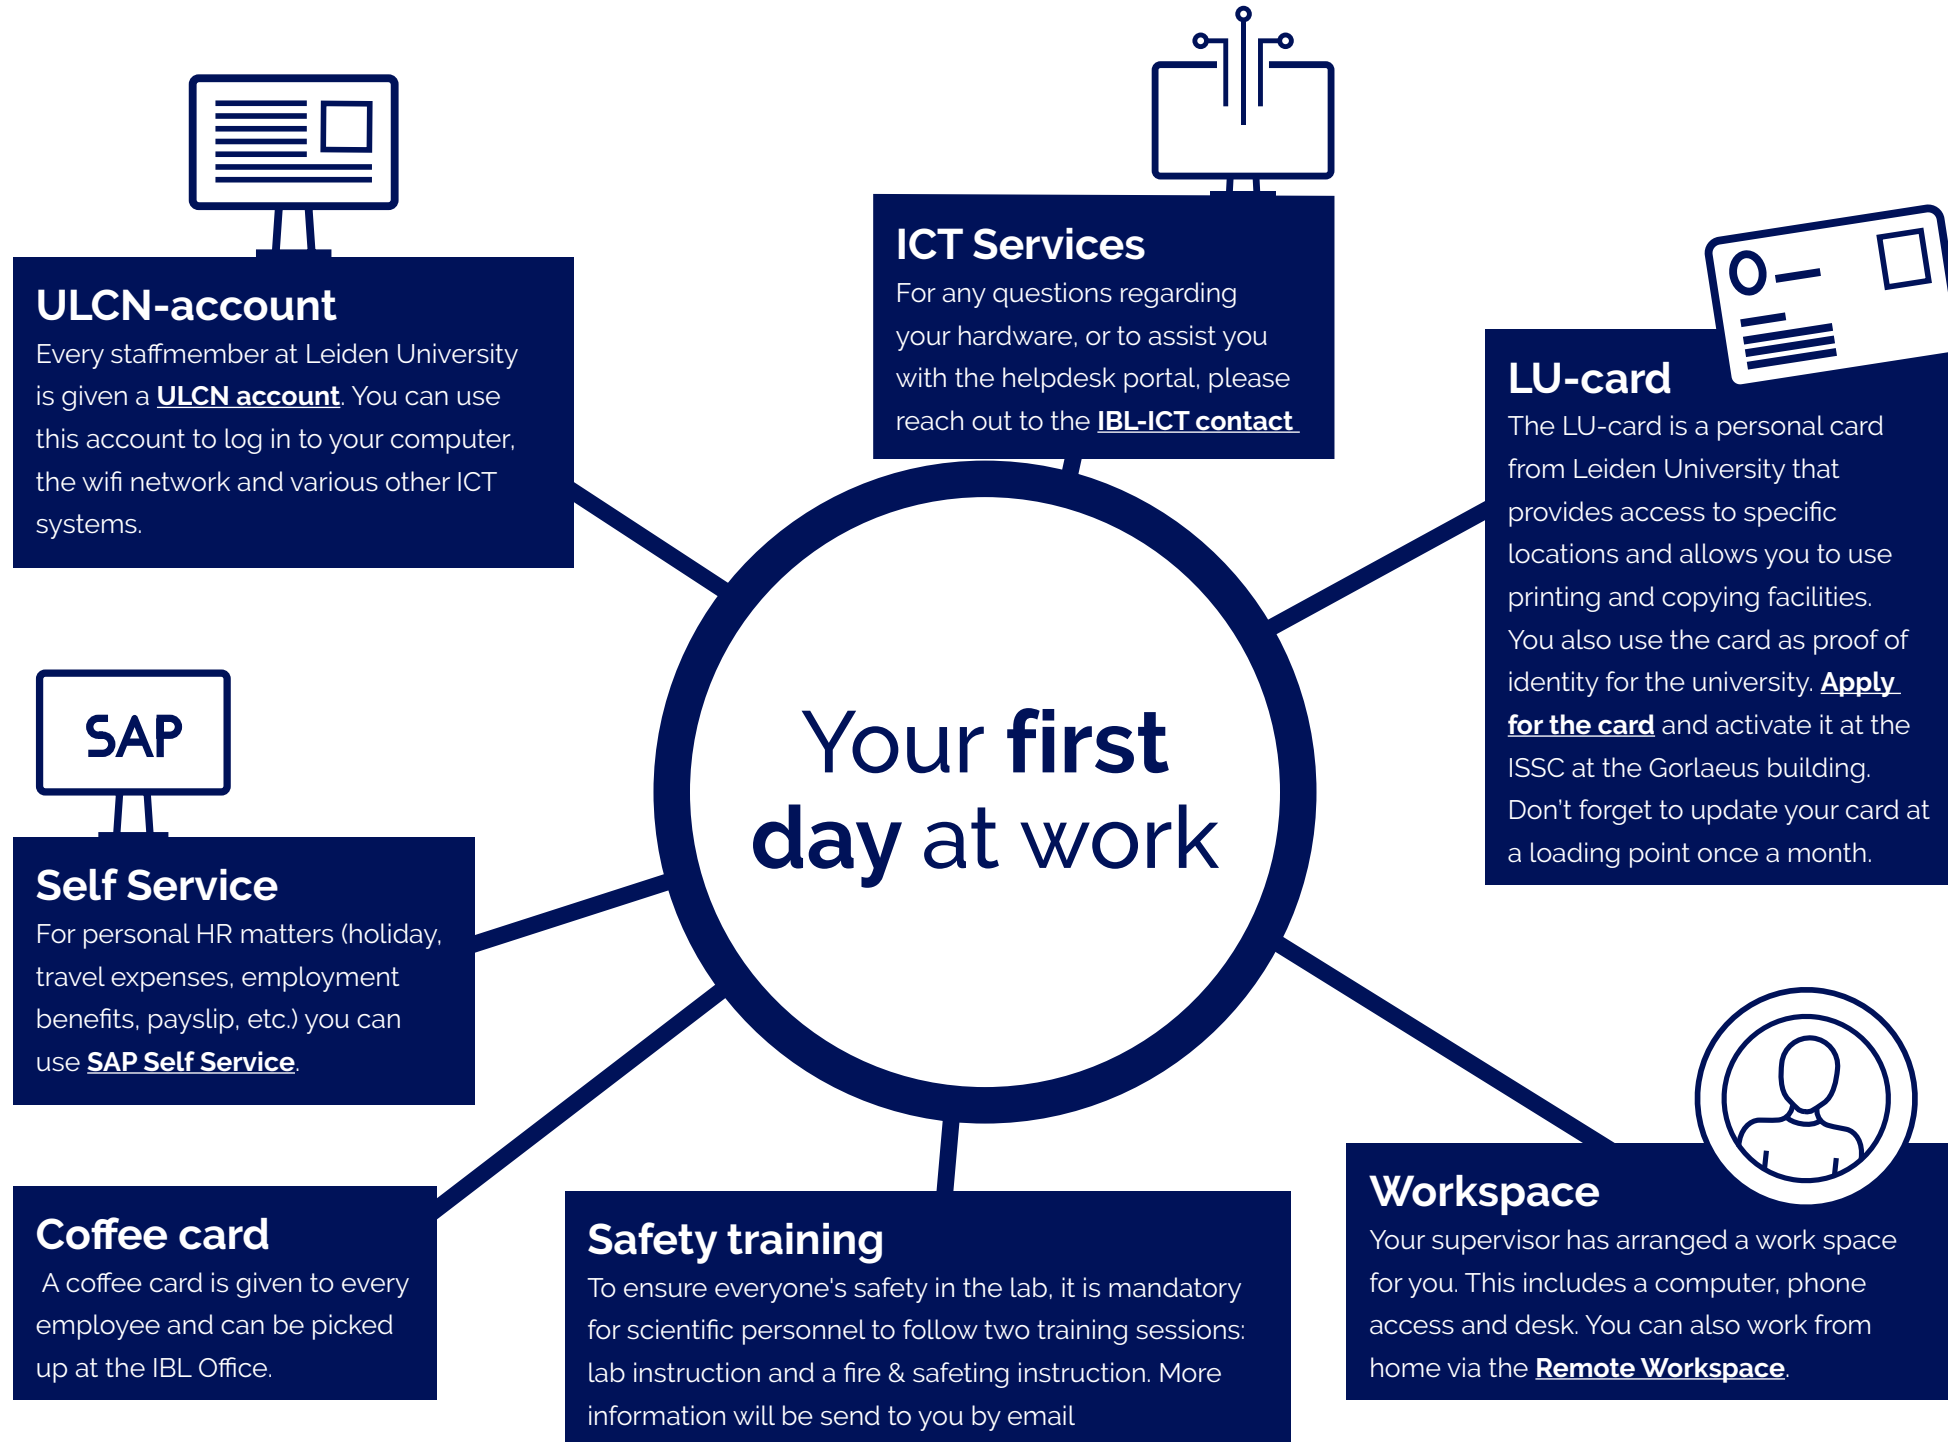 ULCN-account
Every staffmember at Leiden University
is given a ULCN account. You can use
this account to log in to your computer,
the wifi network and various other ICT
systems.
ICT Services
For any questions regarding
your hardware, or to assist you
with the helpdesk portal, please
reach out to the IBL-ICT contact
LU-card
The LU-card is a personal card
from Leiden University that
provides access to specific
locations and allows you to use
printing and copying facilities.
You also use the card as proof of
identity for the university. Apply
for the card and activate it at the
ISSC at the Gorlaeus building.
Don't forget to update your card at
a loading point once a month.
Your first
day at work
SAP
Self Service
For personal HR matters (holiday,
travel expenses, employment
benefits, payslip, etc.) you can
use SAP Self Service.
Coffee card
A coffee card is given to every
employee and can be picked
up at the IBL Office.
Safety training
To ensure everyone's safety in the lab, it is mandatory
for scientific personnel to follow two training sessions:
lab instruction and a fire & safeting instruction. More
information will be send to you by email
Workspace
Your supervisor has arranged a work space
for you. This includes a computer, phone
access and desk. You can also work from
home via the Remote Workspace.